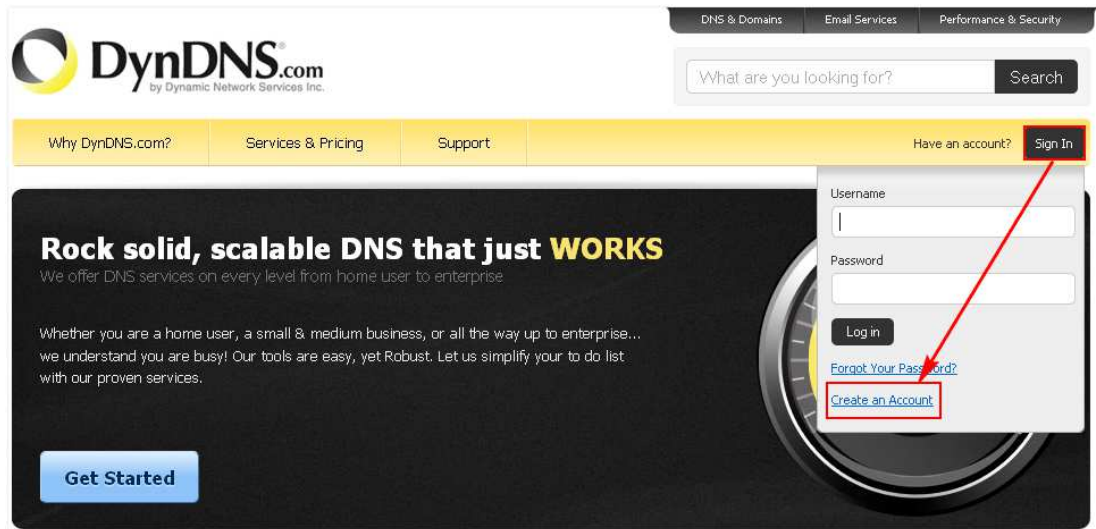 DNS & Domains
Email Services
Performance & Security
DynDNS.com
by Dynamic Network Services Inc.
What are you looking for?
Search
Why DynDNS.com?
Services & Pricing
Support
Have an account?
Sign In
Username
Password
Log in
Forgot Your Password?
Create an Account
Rock solid, scalable DNS that just WORKS
We offer DNS services on every level from home user to enterprise
Whether you are a home user, a small & medium business, or all the way up to enterprise...
we understand you are busy! Our tools are easy, yet Robust. Let us simplify your to do list
with our proven services.
Get Started